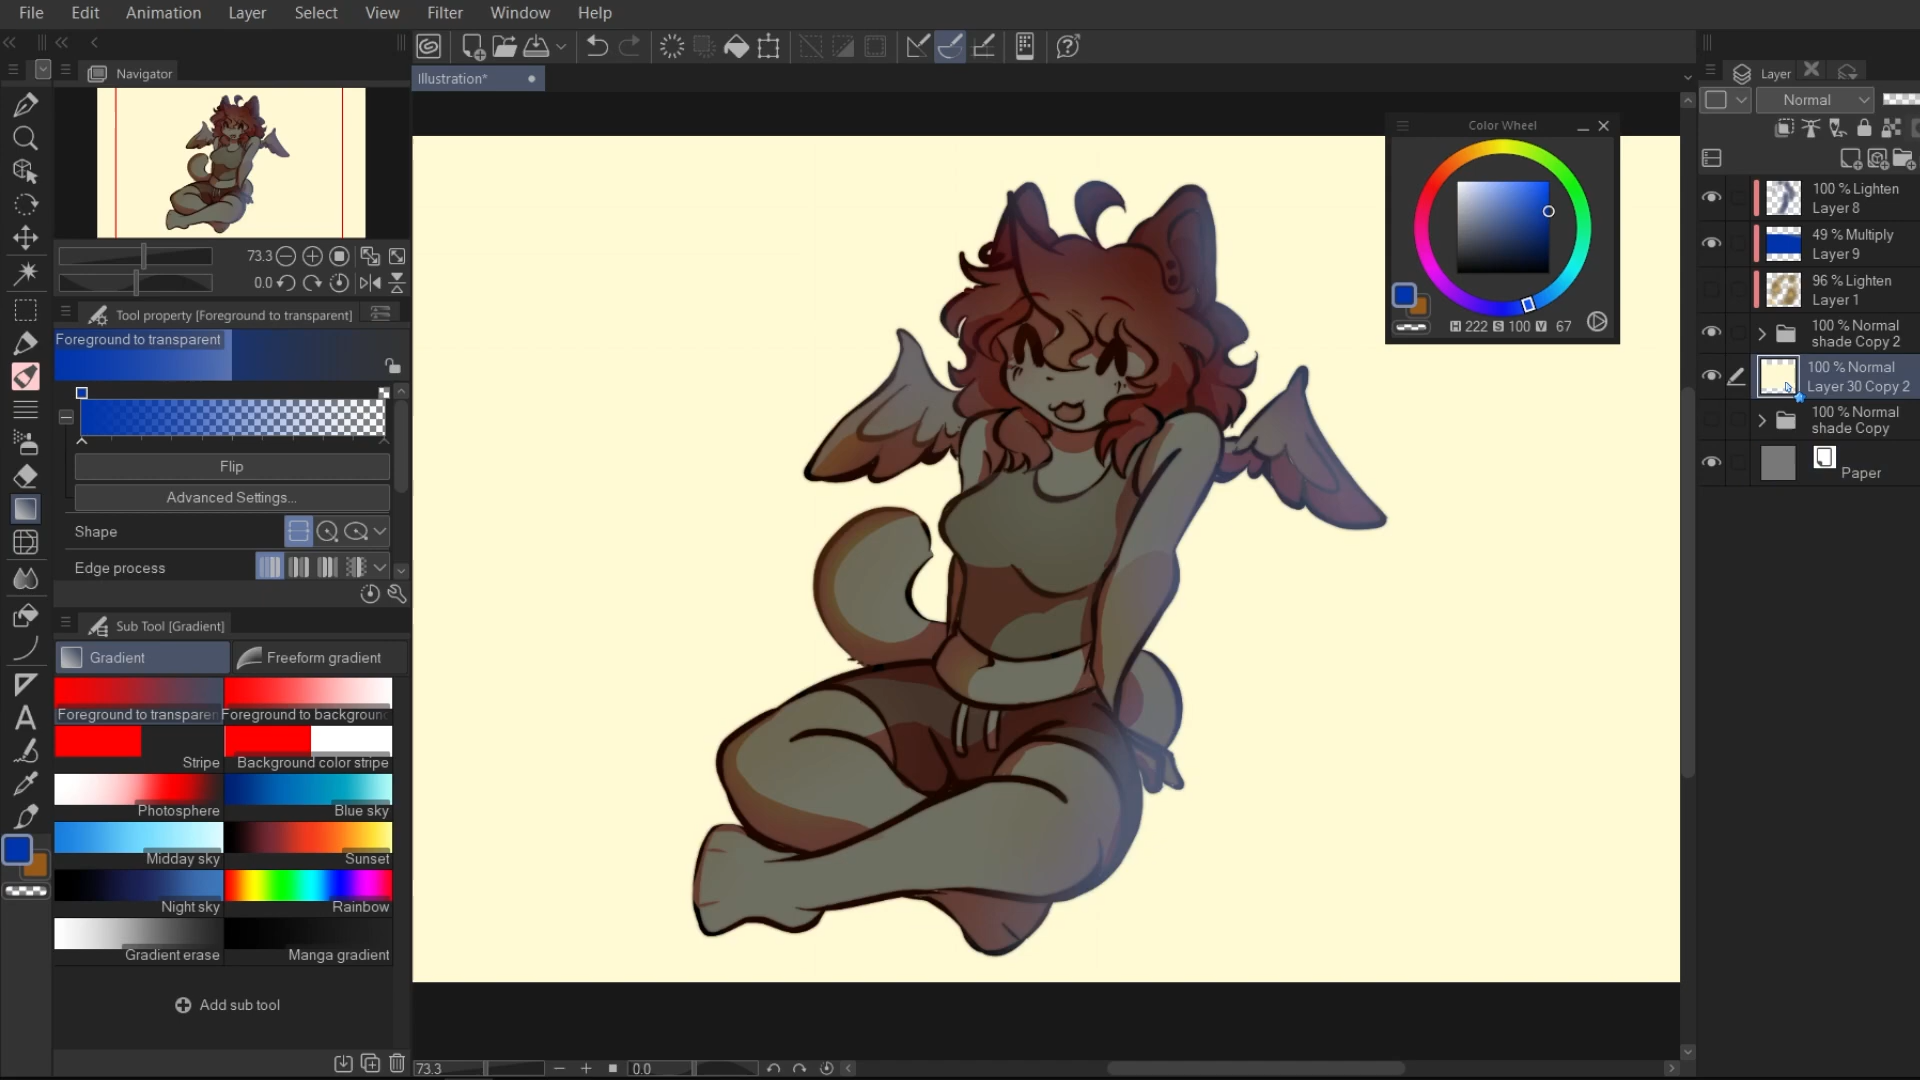 File Edit Animation Layer Select View Filter Window Help
Navigator
Illustration*
73.3
0.0
Tool property [Foreground to transparent]
Foreground to transparent
Flip
Advanced Settings...
Shape
Edge process
Sub Tool [Gradient]
Gradient Freeform gradient
Foreground to transparen Foreground to background
Stripe Background color stripe
Photosphere Blue sky
Midday sky Sunset
Night sky Rainbow
Gradient erase Manga gradient
Add sub tool
73.3 0.0
Color Wheel
H 222 S 100 V 67
Layer
Normal
100 % Lighten
Layer 8
49 % Multiply
Layer 9
96 % Lighten
Layer 1
100 % Normal
shade Copy 2
100 % Normal
Layer 30 Copy 2
100 % Normal
shade Copy
Paper